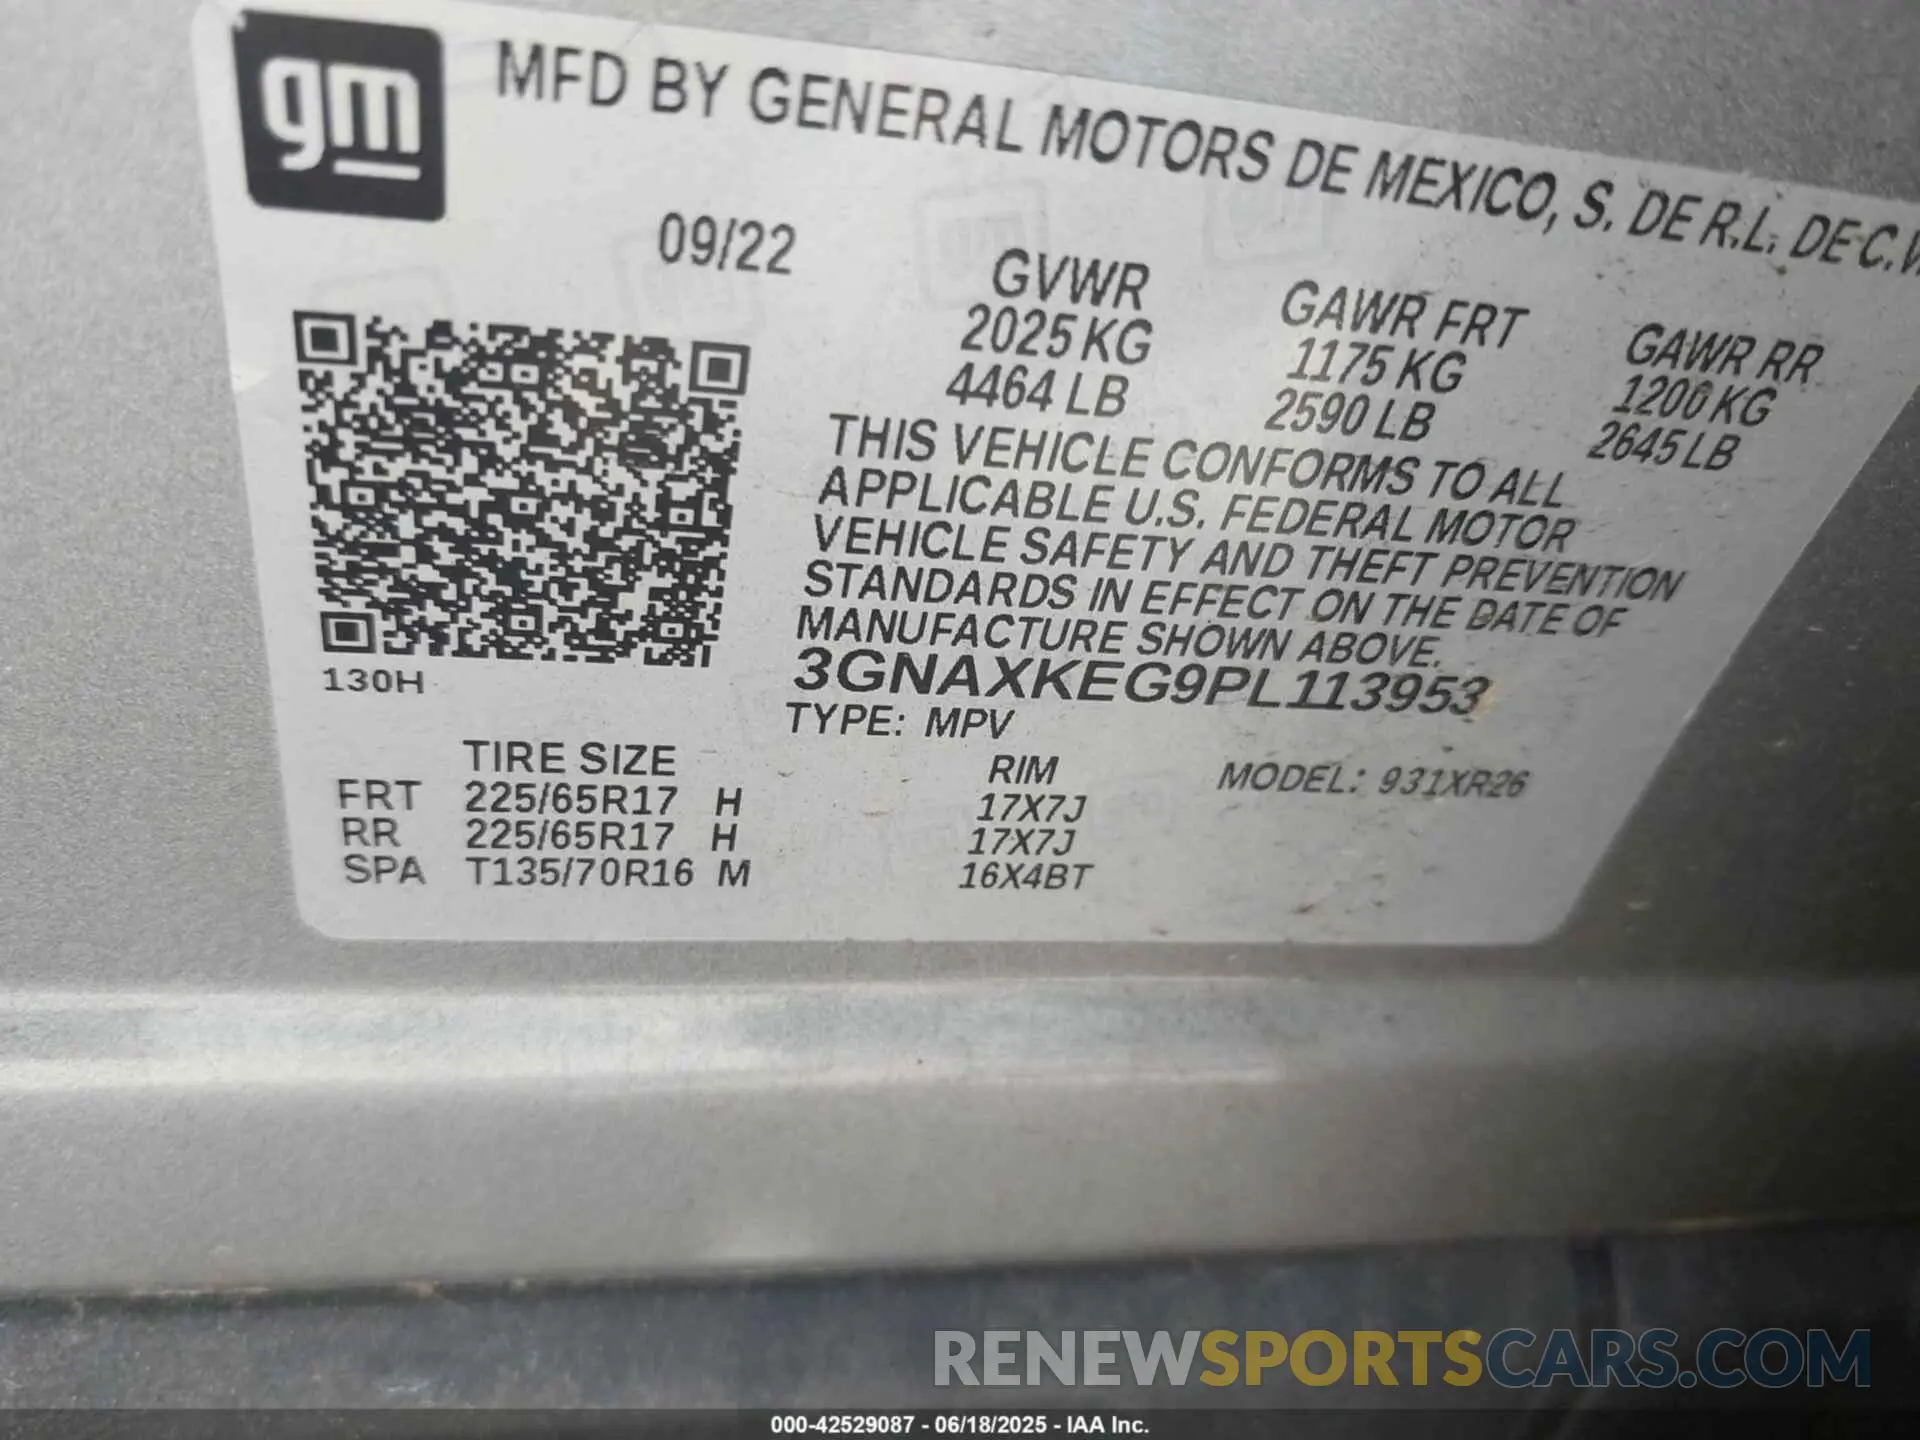 gm
MFD BY GENERAL MOTORS DE MEXICO, S. DE R.L. DE C.V.
09/22
GVWR
2025 KG
4464 LB
GAWR FRT
1175 KG
2590 LB
GAWR RR
1200 KG
2645 LB
THIS VEHICLE CONFORMS TO ALL
APPLICABLE U.S. FEDERAL MOTOR
VEHICLE SAFETY AND THEFT PREVENTION
STANDARDS IN EFFECT ON THE DATE OF
MANUFACTURE SHOWN ABOVE.
3GNAXKEG9PL113953
TYPE: MPV
130H
TIRE SIZE RIM MODEL: 931XR26
FRT 225/65R17 H 17X7J
RR 225/65R17 H 17X7J
SPA T135/70R16 M 16X4BT
RENEWSPORTSCARS.COM
000-42529087 - 06/18/2025 - IAA Inc.